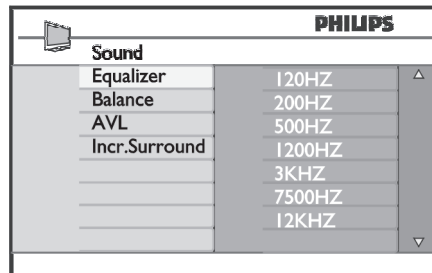 PHILIPS
Sound
Equalizer
Balance
AVL
Incr.Surround
120HZ
200HZ
500HZ
1200HZ
3KHZ
7500HZ
12KHZ